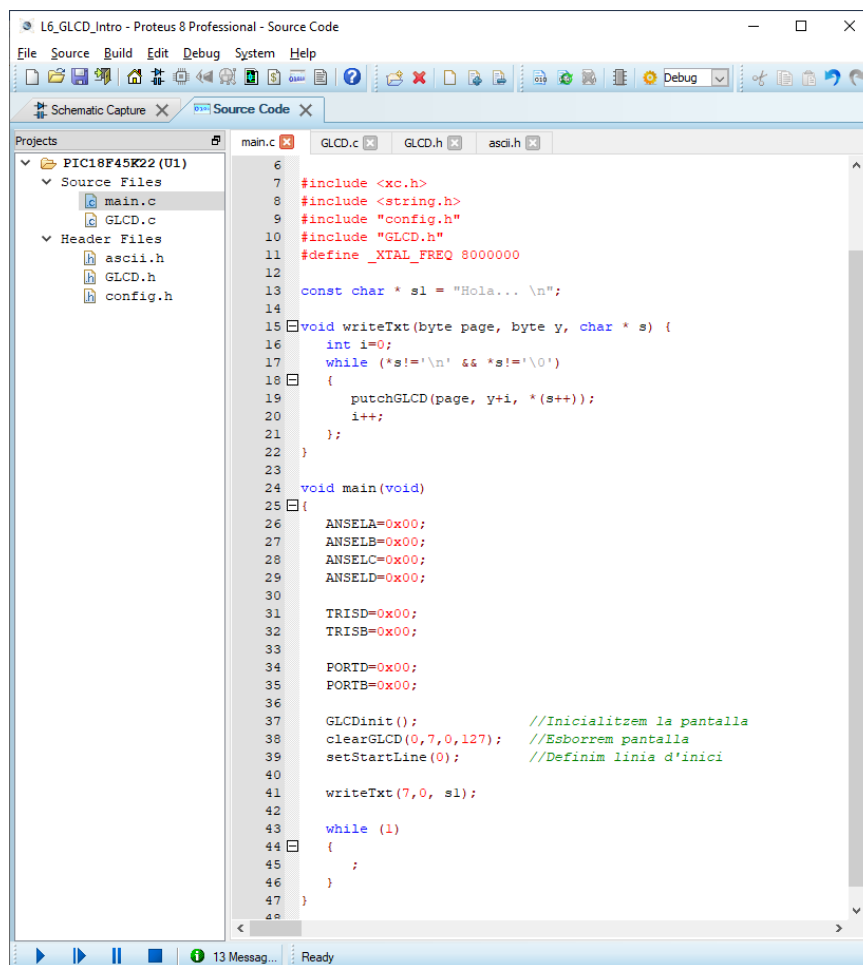 L6_GLCD_Intro - Proteus 8 Professional - Source Code
File Source Build Edit Debug System Help
Debug
Schematic Capture Source Code
Projects
PIC18F45K22(U1)
Source Files
main.c
GLCD.c
Header Files
ascii.h
GLCD.h
config.h
main.c GLCD.c GLCD.h ascii.h
6
7 #include <xc.h>
8 #include <string.h>
9 #include "config.h"
10 #include "GLCD.h"
11 #define _XTAL_FREQ 8000000
12
13 const char * s1 = "Hola... \n";
14
15 void writeTxt(byte page, byte y, char * s) {
16 int i=0;
17 while (*s!='\n' && *s!='\0')
18 {
19 putchGLCD(page, y+i, *(s++));
20 i++;
21 };
22 }
23
24 void main(void)
25 {
26 ANSELA=0x00;
27 ANSELB=0x00;
28 ANSELC=0x00;
29 ANSELD=0x00;
30
31 TRISD=0x00;
32 TRISB=0x00;
33
34 PORTD=0x00;
35 PORTB=0x00;
36
37 GLCDinit(); //Inicialitzem la pantalla
38 clearGLCD(0,7,0,127); //Esborrem pantalla
39 setStartLine(0); //Definim linia d'inici
40
41 writeTxt(7,0, s1);
42
43 while (1)
44 {
45 ;
46 }
47 }
48
13 Messag... Ready